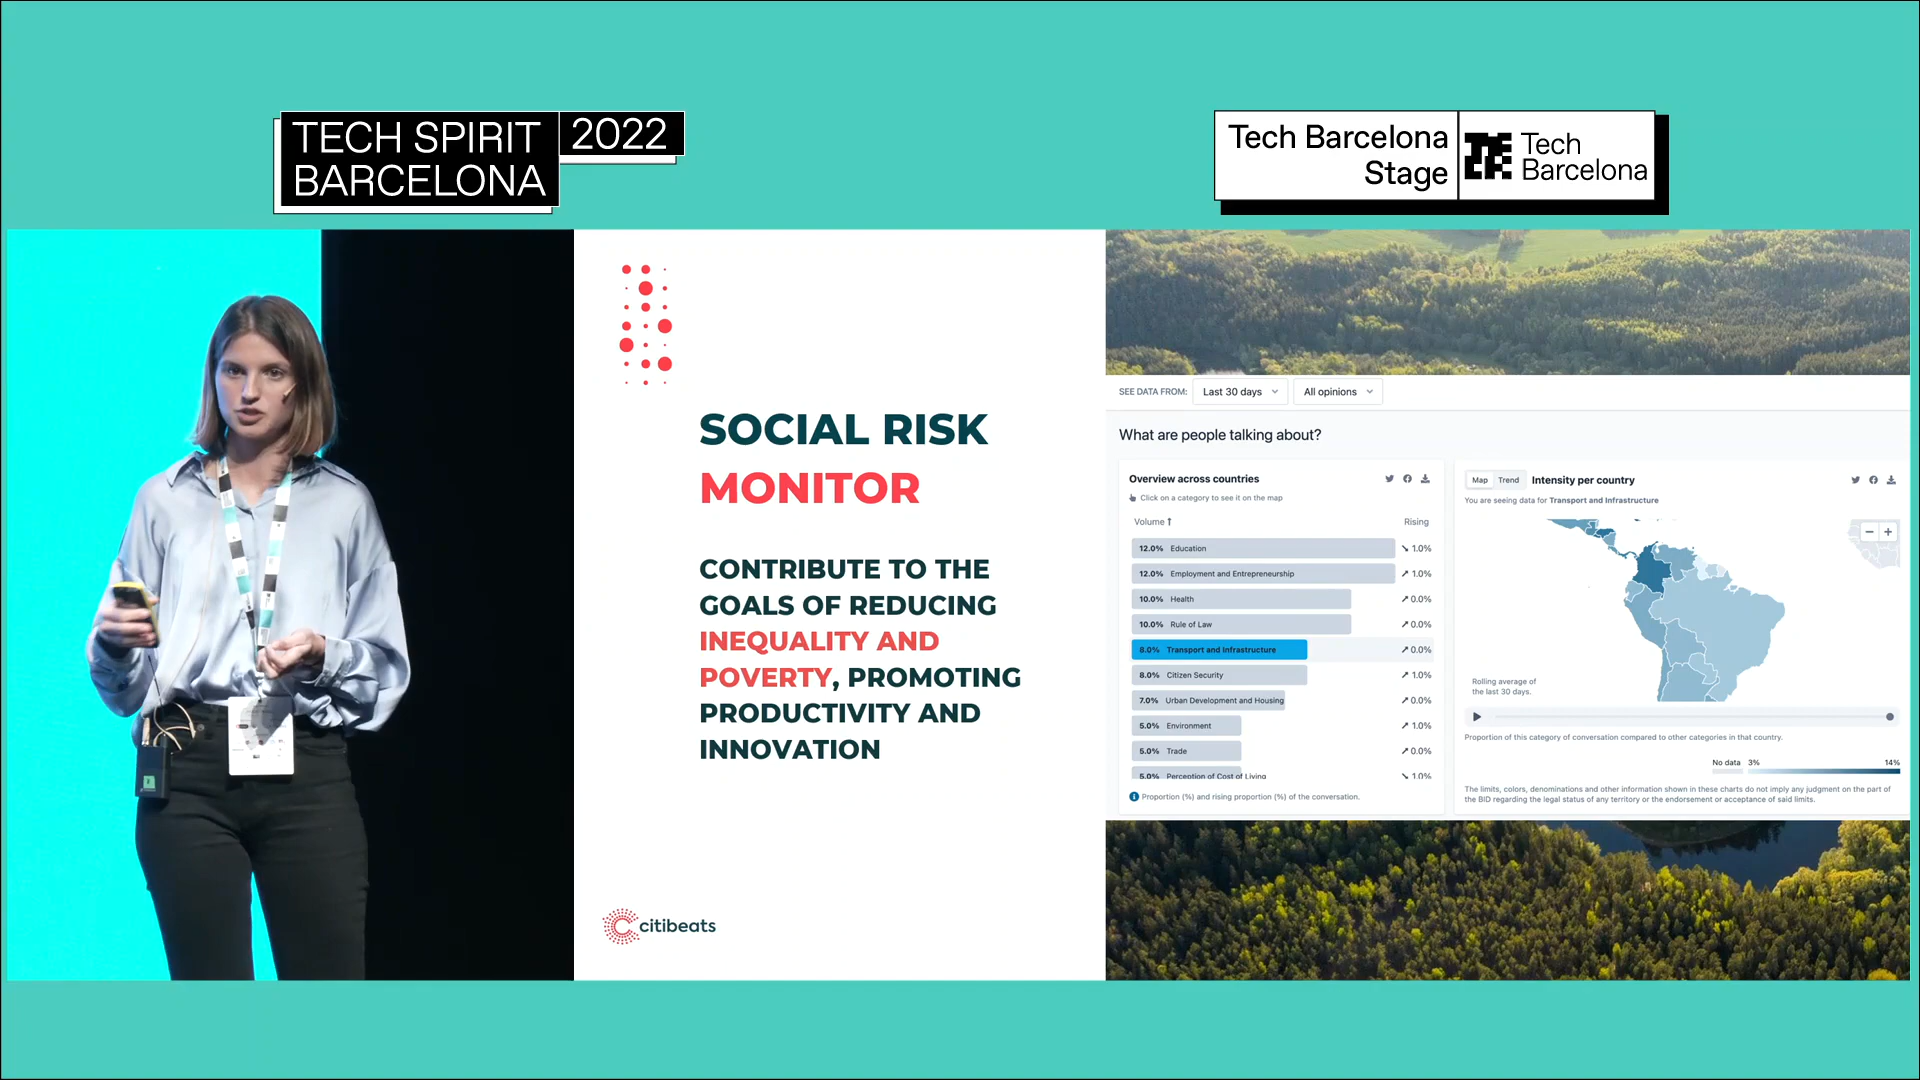 TECH SPIRIT
BARCELONA
2022
Tech Barcelona
Stage
Tech
Barcelona
SOCIAL RISK
MONITOR
CONTRIBUTE TO THE
GOALS OF REDUCING
INEQUALITY AND
POVERTY, PROMOTING
PRODUCTIVITY AND
INNOVATION
citibeats
SEE DATA FROM: Last 30 days All opinions
What are people talking about?
Overview across countries
Click on a category to see it on the map
Volume ↑ Rising
12.0% Education ↘ 1.0%
12.0% Employment and Entrepreneurship ↗ 1.0%
10.0% Health ↗ 0.0%
10.0% Rule of Law ↗ 0.0%
8.0% Transport and Infrastructure ↗ 0.0%
8.0% Citizen Security ↗ 1.0%
7.0% Urban Development and Housing ↗ 0.0%
5.0% Environment ↗ 1.0%
5.0% Trade ↗ 0.0%
5.0% Perception of Cost of Living ↘ 1.0%
Proportion (%) and rising proportion (%) of the conversation.
Map Trend Intensity per country
You are seeing data for Transport and Infrastructure
Rolling average of
the last 30 days.
Proportion of this category of conversation compared to other categories in that country.
No data 3% 14%
The limits, colors, denominations and other information shown in these charts do not imply any judgment on the part of
the BID regarding the legal status of any territory or the endorsement or acceptance of said limits.